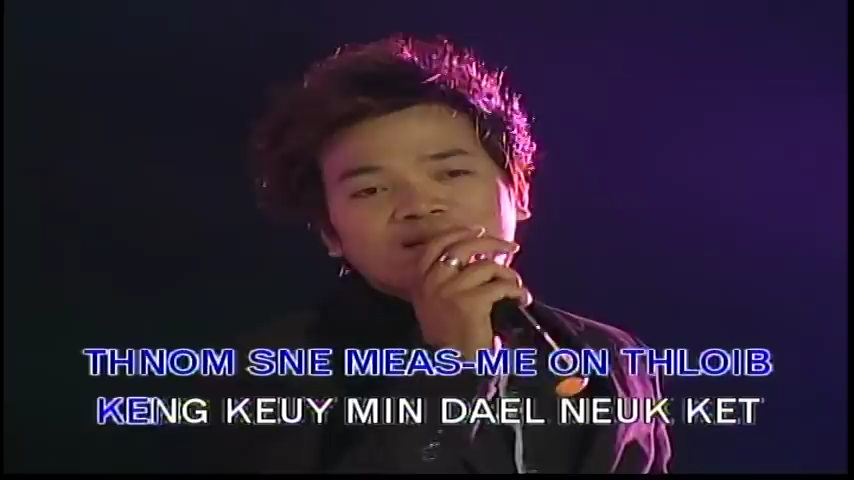 THNOM SNE MEAS-ME ON THLOIB
KENG KEUY MIN DAEL NEUK KET